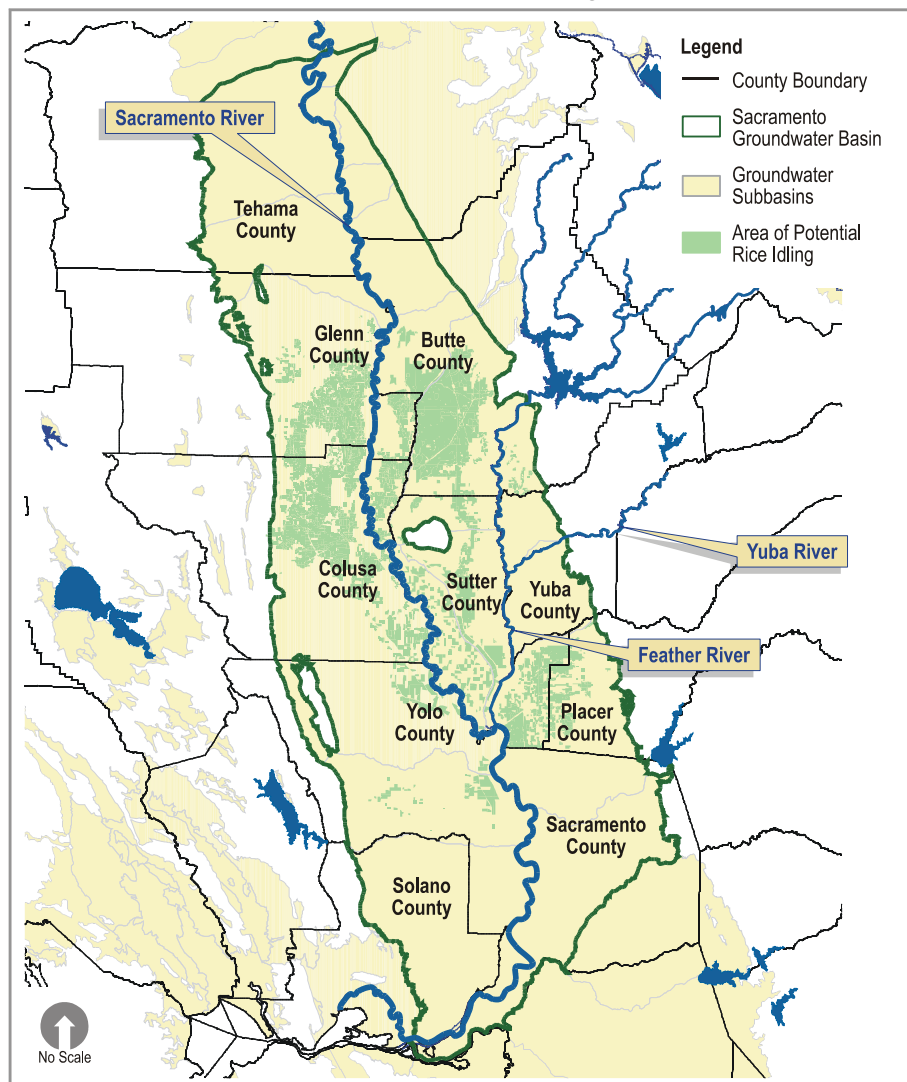 Legend
County Boundary
Sacramento
Groundwater Basin
Groundwater
Subbasins
Area of Potential
Rice Idling
Sacramento River
Tehama
County
Glenn
County
Butte
County
Colusa
County
Sutter
County
Yuba
County
Yuba River
Feather River
Yolo
County
Placer
County
Sacramento
County
Solano
County
No Scale